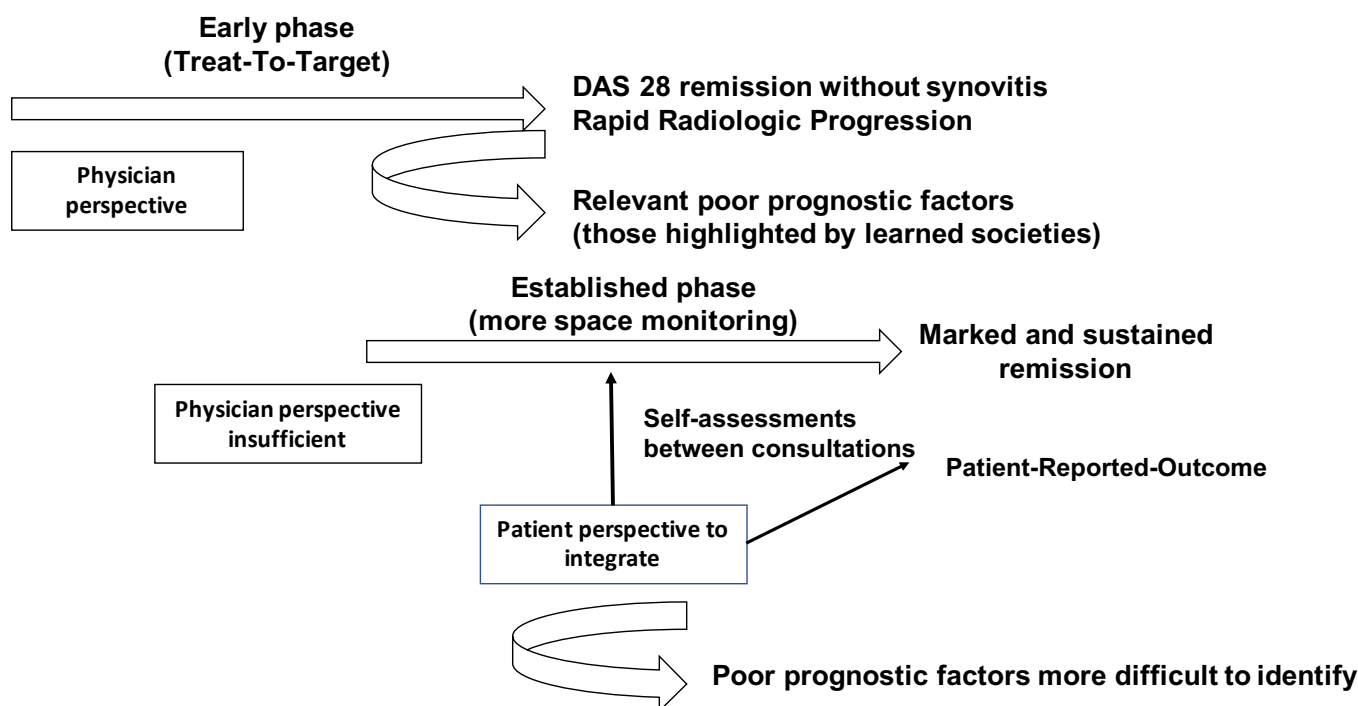 Early phase
(Treat-To-Target)
DAS 28 remission without synovitis
Rapid Radiologic Progression
Physician
perspective
Relevant poor prognostic factors
(those highlighted by learned societies)
Established phase
(more space monitoring)
Marked and sustained
remission
Physician perspective
insufficient
Self-assessments
between consultations
Patient-Reported-Outcome
Patient perspective to
integrate
Poor prognostic factors more difficult to identify